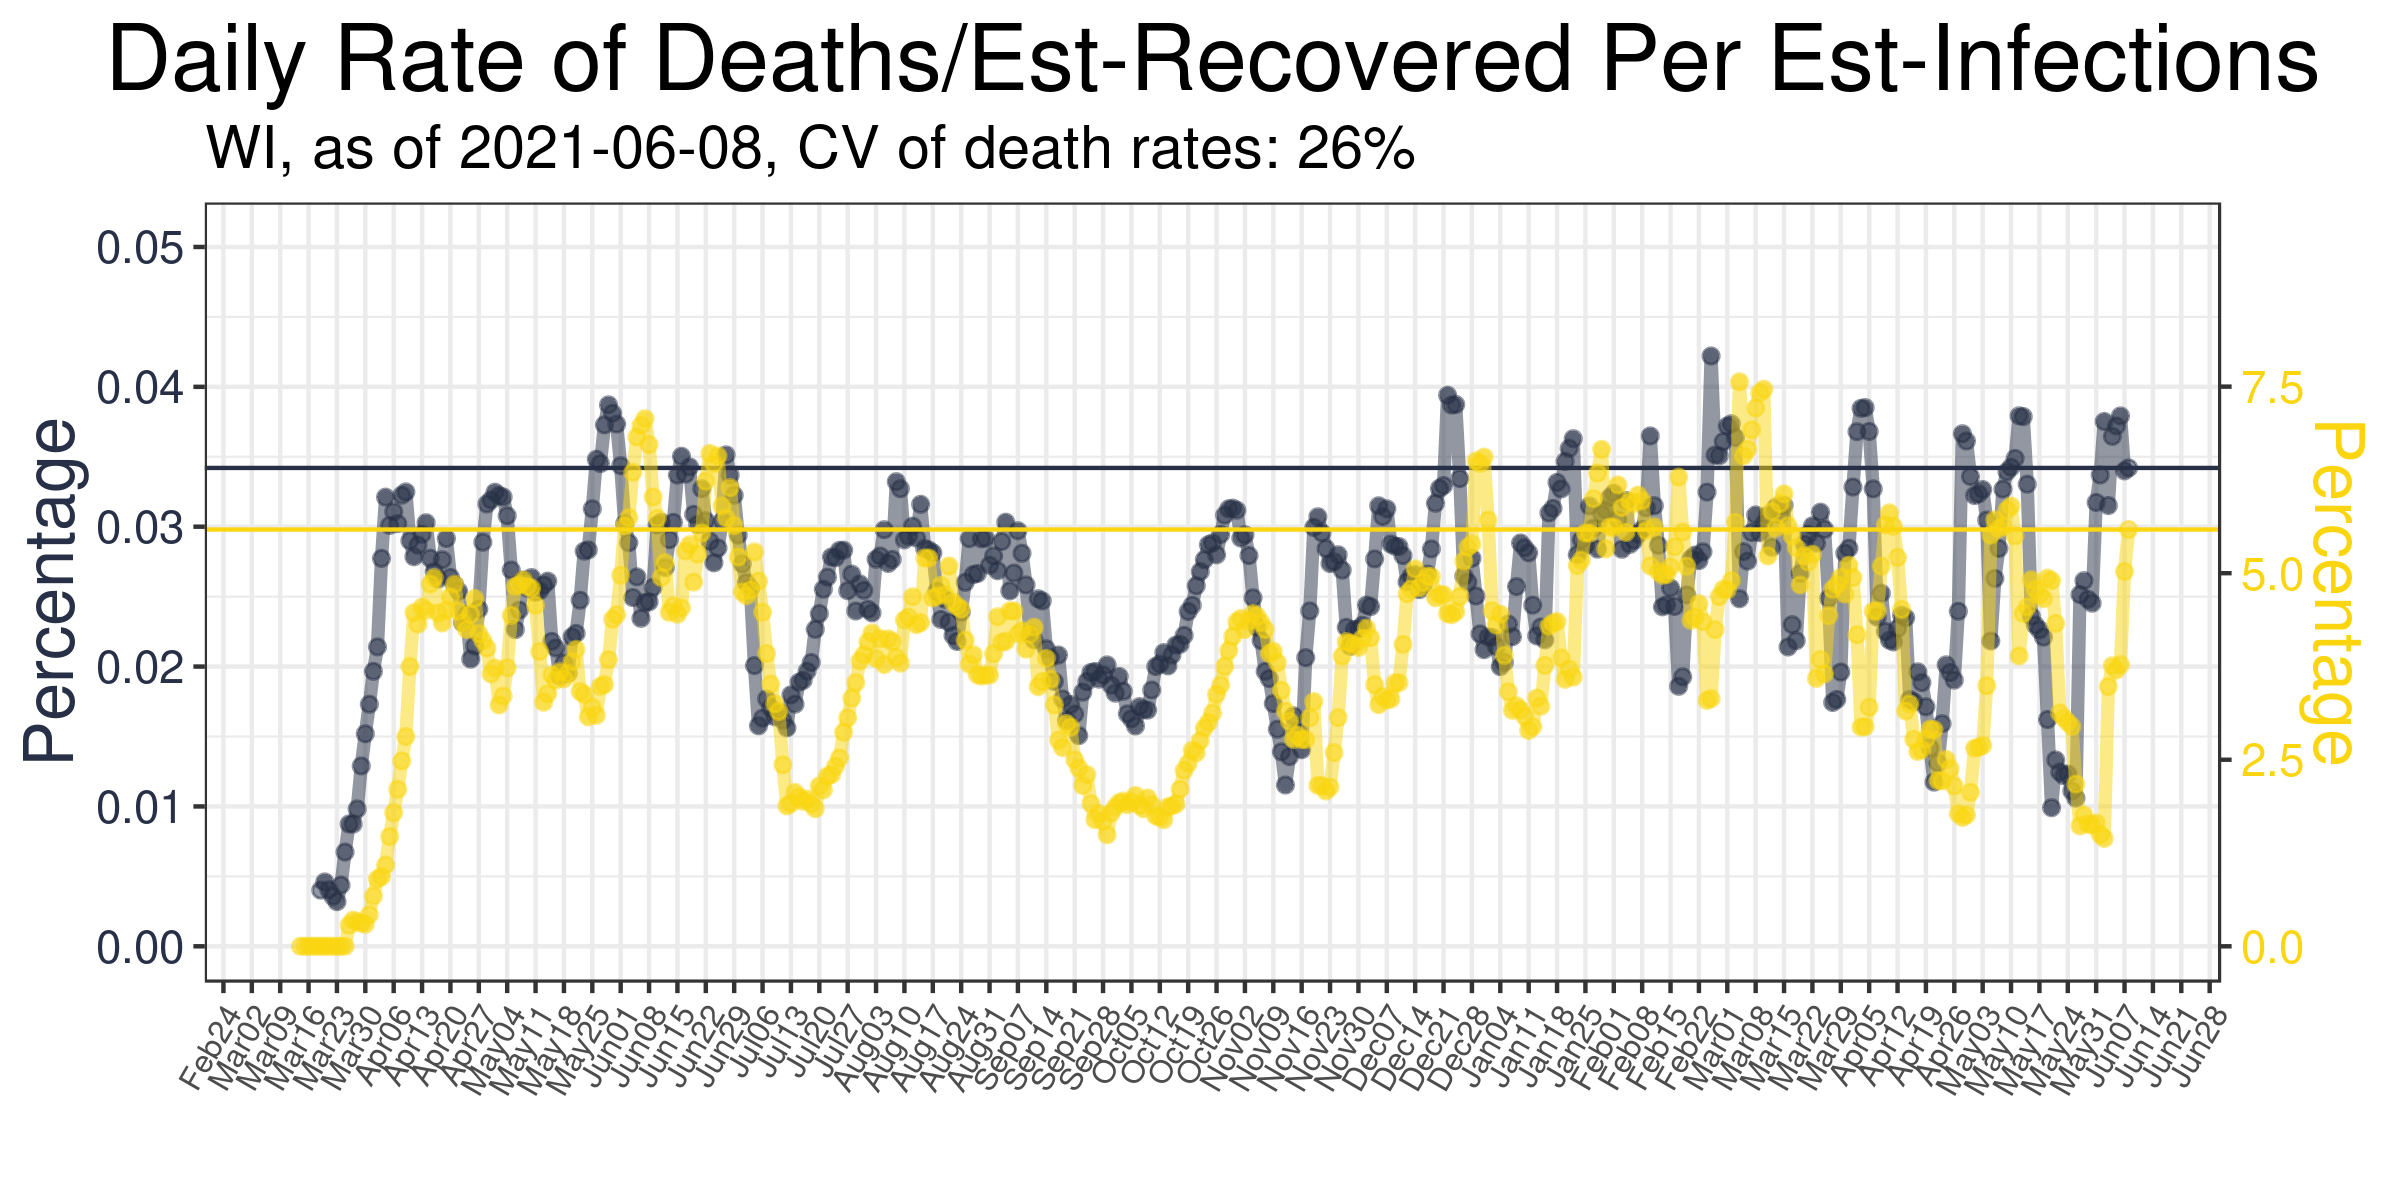 Daily Rate of Deaths/Est-Recovered Per Est-Infections
WI, as of 2021-06-08, CV of death rates: 26%
Percentage
0.05
0.04
0.03
0.02
0.01
0.00
7.5
5.0
2.5
0.0
Percentage
Feb24
Mar02
Mar09
Mar16
Mar23
Mar30
Apr06
Apr13
Apr20
Apr27
May04
May11
May18
May25
Jun01
Jun08
Jun15
Jun22
Jun29
Jul06
Jul13
Jul20
Jul27
Aug03
Aug10
Aug17
Aug24
Aug31
Sep07
Sep14
Sep21
Sep28
Oct05
Oct12
Oct19
Oct26
Nov02
Nov09
Nov16
Nov23
Nov30
Dec07
Dec14
Dec21
Dec28
Jan04
Jan11
Jan18
Jan25
Feb01
Feb08
Feb15
Feb22
Mar01
Mar08
Mar15
Mar22
Mar29
Apr05
Apr12
Apr19
Apr26
May03
May10
May17
May24
May31
Jun07
Jun14
Jun21
Jun28